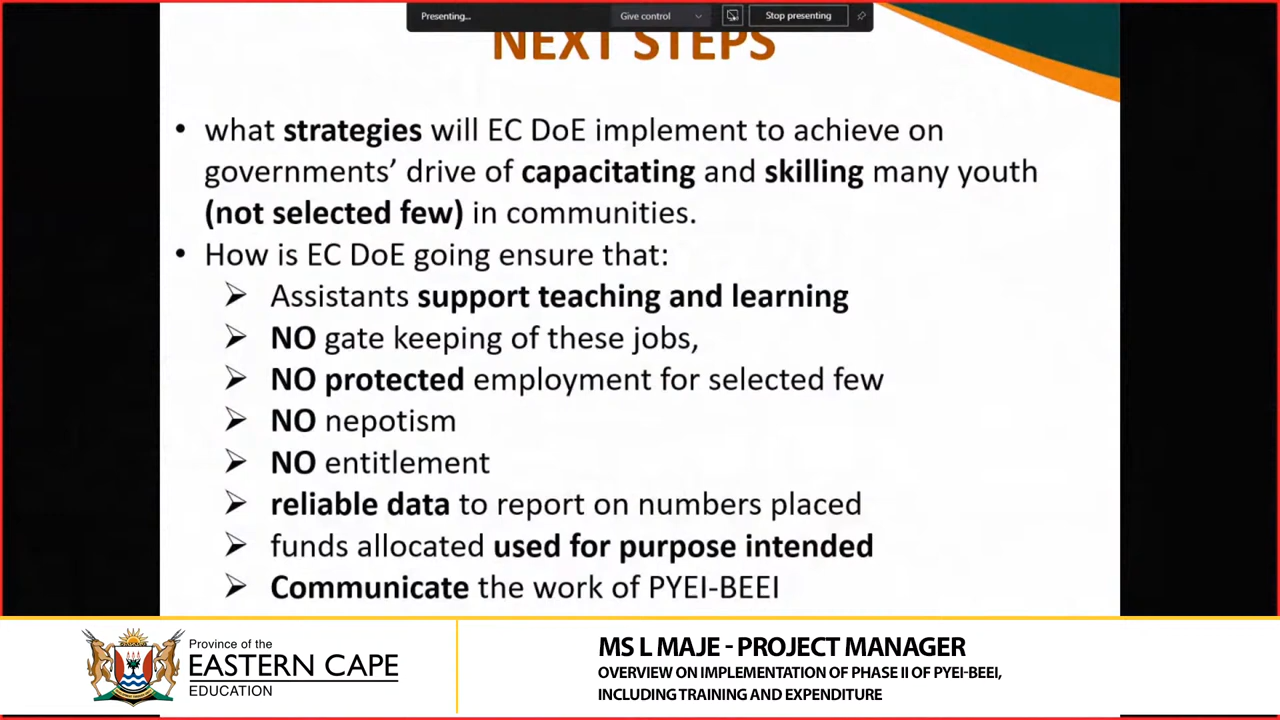 Presenting...
Give control
Stop presenting
NEXT STEPS
• what strategies will EC DoE implement to achieve on
governments’ drive of capacitating and skilling many youth
(not selected few) in communities.
• How is EC DoE going ensure that:
➢ Assistants support teaching and learning
➢ NO gate keeping of these jobs,
➢ NO protected employment for selected few
➢ NO nepotism
➢ NO entitlement
➢ reliable data to report on numbers placed
➢ funds allocated used for purpose intended
➢ Communicate the work of PYEI-BEEI
Province of the
EASTERN CAPE
EDUCATION
MS L MAJE - PROJECT MANAGER
OVERVIEW ON IMPLEMENTATION OF PHASE II OF PYEI-BEEI,
INCLUDING TRAINING AND EXPENDITURE